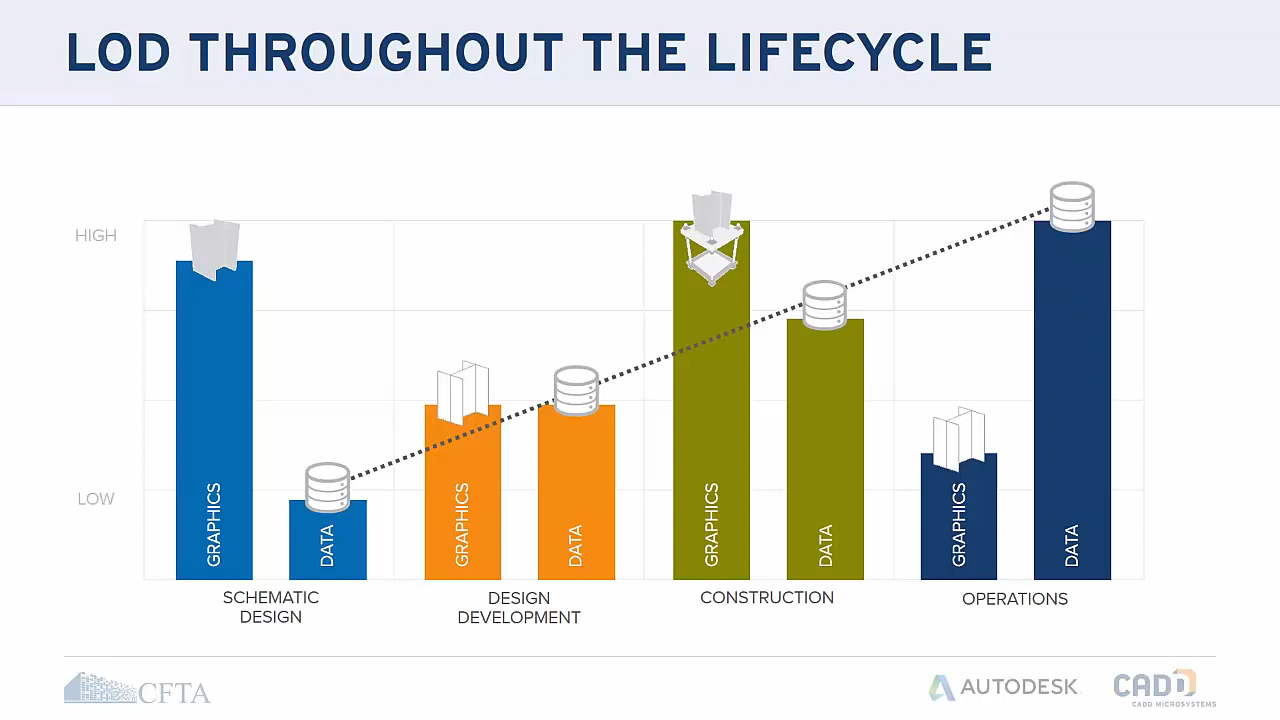 LOD THROUGHOUT THE LIFECYCLE
HIGH
LOW
GRAPHICS
DATA
GRAPHICS
DATA
GRAPHICS
DATA
GRAPHICS
DATA
SCHEMATIC
DESIGN
DESIGN
DEVELOPMENT
CONSTRUCTION
OPERATIONS
CFTA
AUTODESK
CADD
CADD MICROSYSTEMS